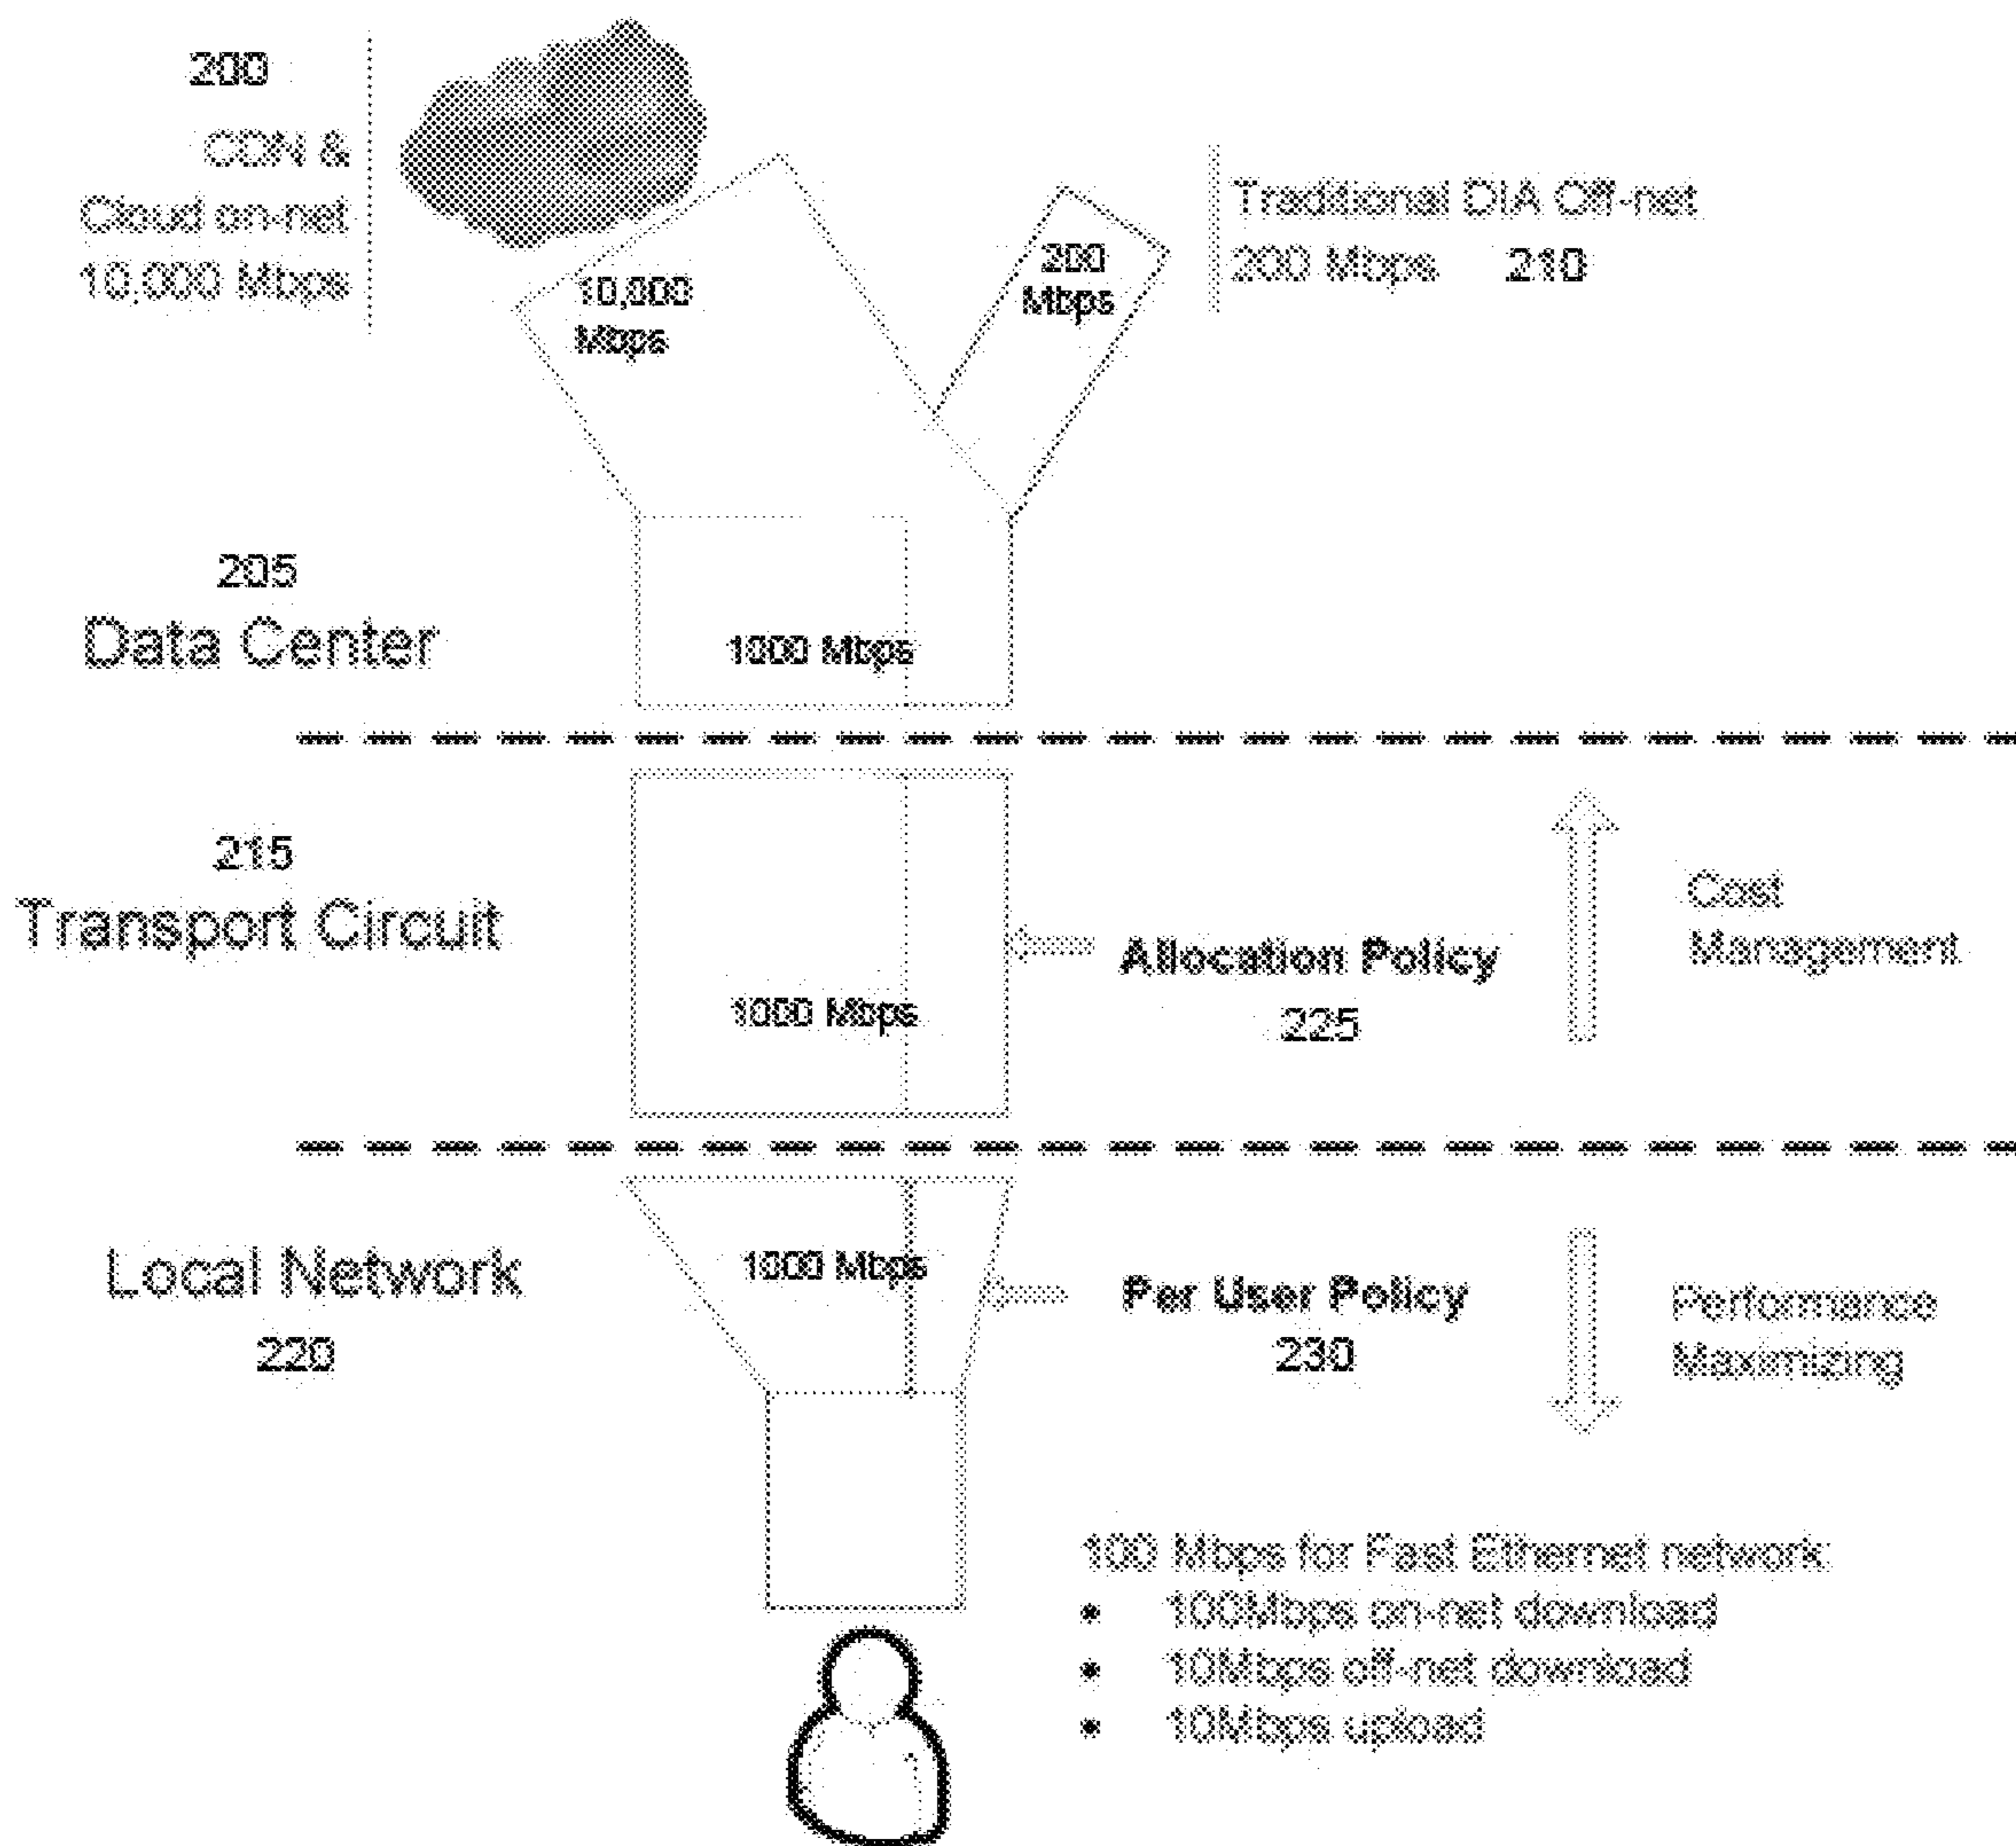 200
CDN &
Cloud on-net
10,000 Mbps
10,000
Mbps
200
Mbps
Traditional DIA Off-net
200 Mbps 210
205
Data Center
1000 Mbps
215
Transport Circuit
1000 Mbps
Allocation Policy
225
Cost
Management
Local Network
220
1000 Mbps
Per User Policy
230
Performance
Maximizing
100 Mbps for Fast Ethernet network:
• 100Mbps on-net download
• 10Mbps off-net download
• 10Mbps upload